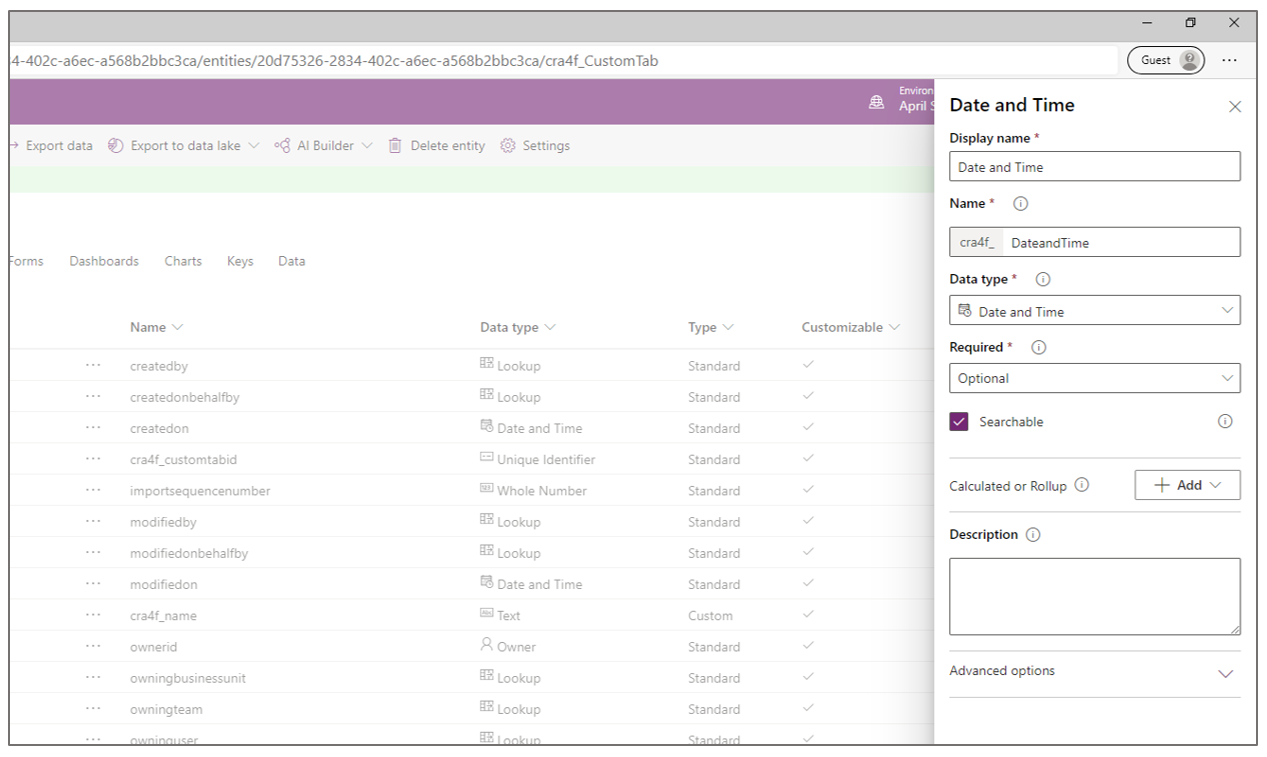 4-402c-a6ec-a568b2bbc3ca/entities/20d75326-2834-402c-a6ec-a568b2bbc3ca/cra4f_CustomTab
Guest
Environ
April S
Export data Export to data lake AI Builder Delete entity Settings
Forms Dashboards Charts Keys Data
Name Data type Type Customizable
createdby Lookup Standard
createdonbehalfby Lookup Standard
createdon Date and Time Standard
cra4f_customtabid Unique Identifier Standard
importsequencenumber Whole Number Standard
modifiedby Lookup Standard
modifiedonbehalfby Lookup Standard
modifiedon Date and Time Standard
cra4f_name Text Custom
ownerid Owner Standard
owningbusinessunit Lookup Standard
owningteam Lookup Standard
owninguser Lookup Standard
Date and Time
Display name *
Date and Time
Name *
cra4f_ DateandTime
Data type *
Date and Time
Required *
Optional
Searchable
Calculated or Rollup + Add
Description
Advanced options